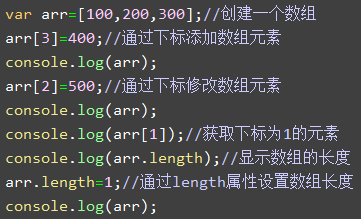 var arr=[100,200,300];//创建一个数组
arr[3]=400;//通过下标添加数组元素
console.log(arr);
arr[2]=500;//通过下标修改数组元素
console.log(arr);
console.log(arr[1]);//获取下标为1的元素
console.log(arr.length);//显示数组的长度
arr.length=1;//通过length属性设置数组长度
console.log(arr);